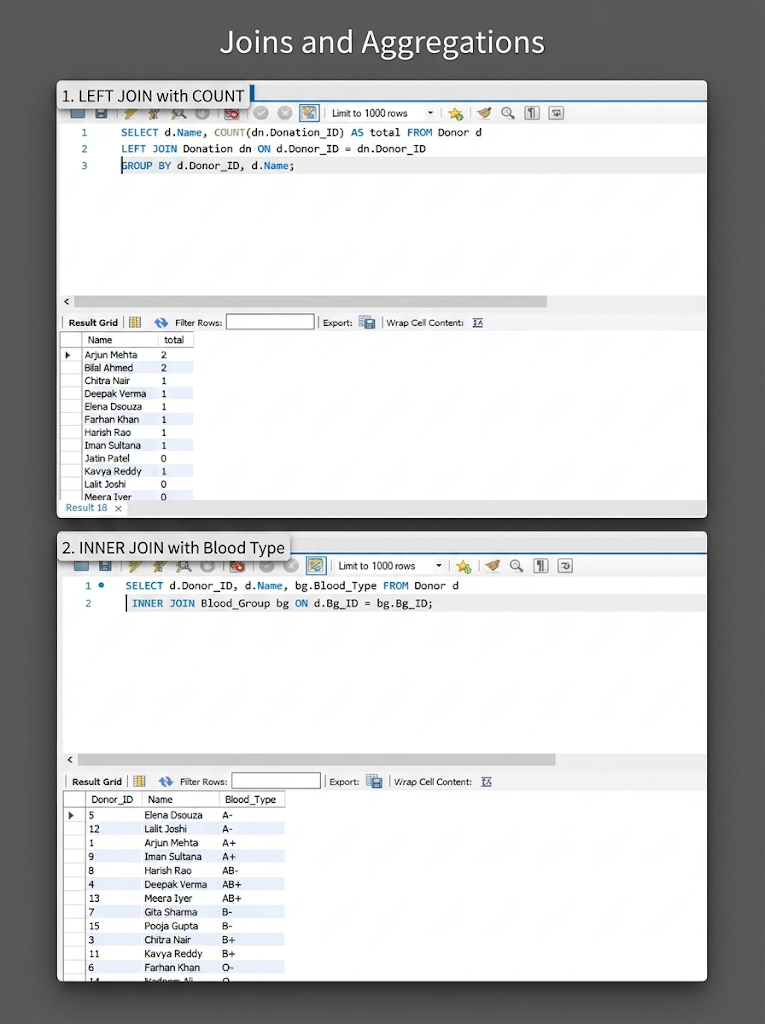 Joins and Aggregations
1. LEFT JOIN with COUNT
Limit to 1000 rows
1 SELECT d.Name, COUNT(dn.Donation_ID) AS total FROM Donor d
2 LEFT JOIN Donation dn ON d.Donor_ID = dn.Donor_ID
3 GROUP BY d.Donor_ID, d.Name;
Result Grid Filter Rows: Export: Wrap Cell Content:
Name total
Arjun Mehta 2
Bilal Ahmed 2
Chitra Nair 1
Deepak Verma 1
Elena Dsouza 1
Farhan Khan 1
Harish Rao 1
Iman Sultana 1
Jatin Patel 0
Kavya Reddy 1
Lalit Joshi 0
Meera Iyer 0
Result 18 ×
2. INNER JOIN with Blood Type
Limit to 1000 rows
1 SELECT d.Donor_ID, d.Name, bg.Blood_Type FROM Donor d
2 INNER JOIN Blood_Group bg ON d.Bg_ID = bg.Bg_ID;
Result Grid Filter Rows: Export: Wrap Cell Content:
Donor_ID Name Blood_Type
5 Elena Dsouza A-
12 Lalit Joshi A-
1 Arjun Mehta A+
9 Iman Sultana A+
8 Harish Rao AB-
4 Deepak Verma AB+
13 Meera Iyer AB+
7 Gita Sharma B-
15 Pooja Gupta B-
3 Chitra Nair B+
11 Kavya Reddy B+
6 Farhan Khan O-